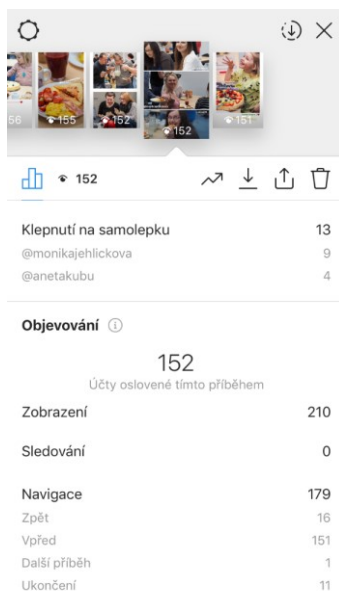 56 155 152 152 151
152
Klepnutí na samolepku 13
@monikajehlickova 9
@anetakubu 4
Objevování
152
Účty oslovené tímto příběhem
Zobrazení 210
Sledování 0
Navigace 179
Zpět 16
Vpřed 151
Další příběh 1
Ukončení 11